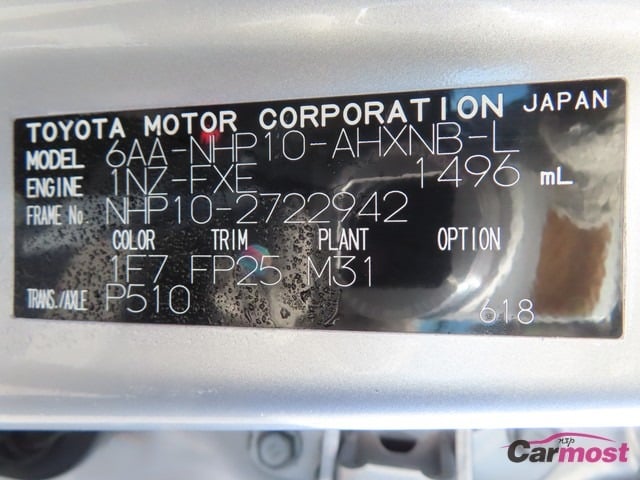 TOYOTA MOTOR CORPORATION JAPAN
MODEL 6AA-NHP10-AHXNB-L
ENGINE 1NZ-FXE 1496 mL
FRAME No. NHP10-2722942
COLOR TRIM PLANT OPTION
1F7 FP25 M31
TRANS./AXLE P510
618
nzp
Carmost